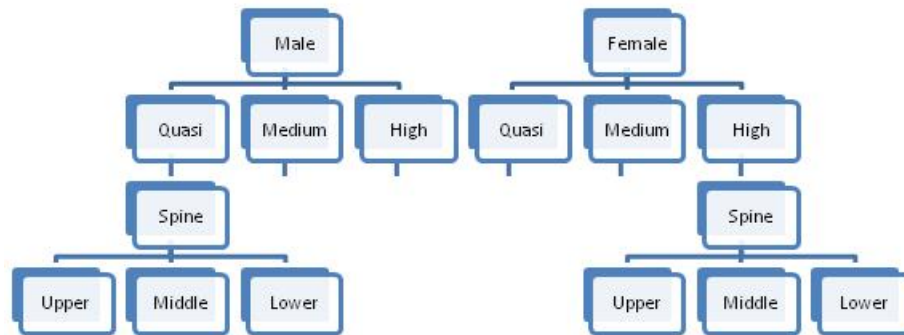 Male Female
Quasi Medium High Quasi Medium High
Spine Spine
Upper Middle Lower Upper Middle Lower